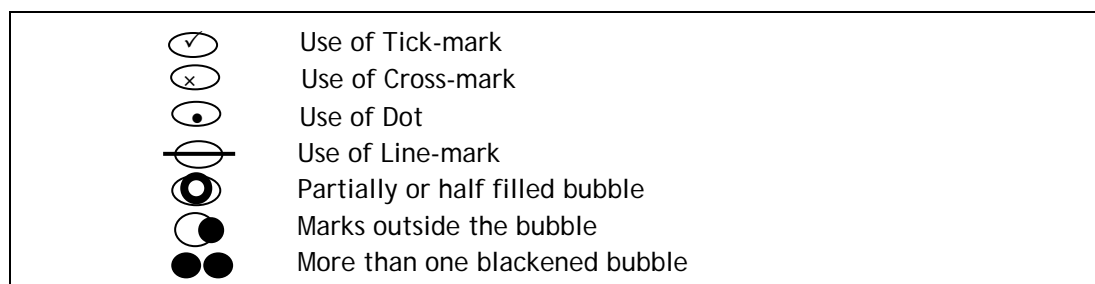 Use of Tick-mark
Use of Cross-mark
Use of Dot
Use of Line-mark
Partially or half filled bubble
Marks outside the bubble
More than one blackened bubble